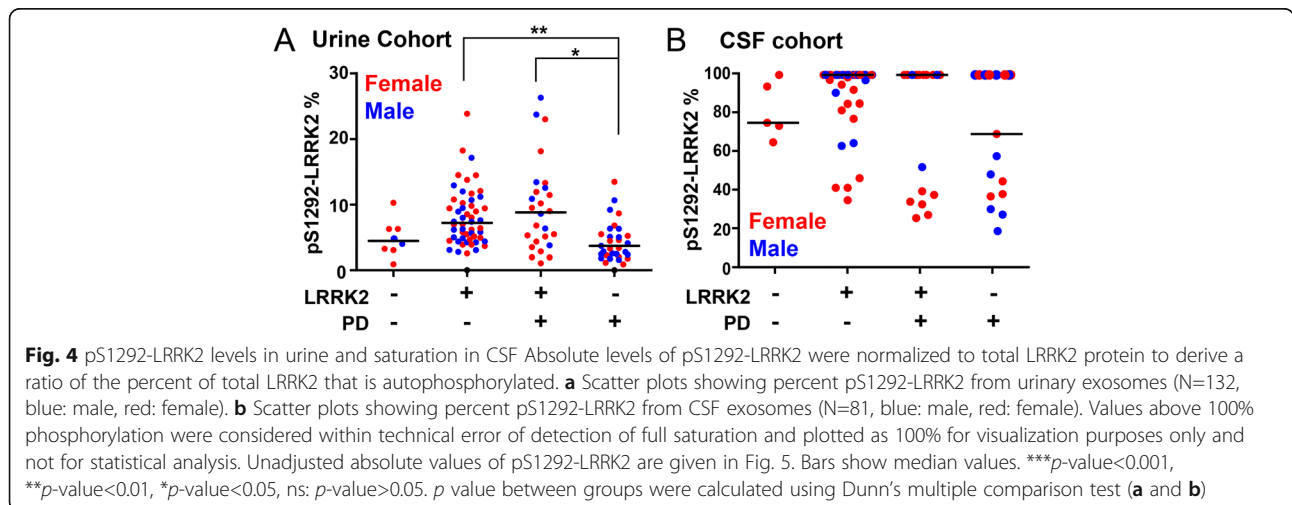 A Urine Cohort
**
*
30
20
10
0
pS1292-LRRK2 %
Female
Male
LRRK2 - + + -
PD - - + +
B CSF cohort
100
80
60
40
20
0
pS1292-LRRK2 %
Female
Male
- + + -
- - + +
Fig. 4 pS1292-LRRK2 levels in urine and saturation in CSF Absolute levels of pS1292-LRRK2 were normalized to total LRRK2 protein to derive a
ratio of the percent of total LRRK2 that is autophosphorylated. a Scatter plots showing percent pS1292-LRRK2 from urinary exosomes (N=132,
blue: male, red: female). b Scatter plots showing percent pS1292-LRRK2 from CSF exosomes (N=81, blue: male, red: female). Values above 100%
phosphorylation were considered within technical error of detection of full saturation and plotted as 100% for visualization purposes only and
not for statistical analysis. Unadjusted absolute values of pS1292-LRRK2 are given in Fig. 5. Bars show median values. ***p-value<0.001,
**p-value<0.01, *p-value<0.05, ns: p-value>0.05. p value between groups were calculated using Dunn's multiple comparison test (a and b)